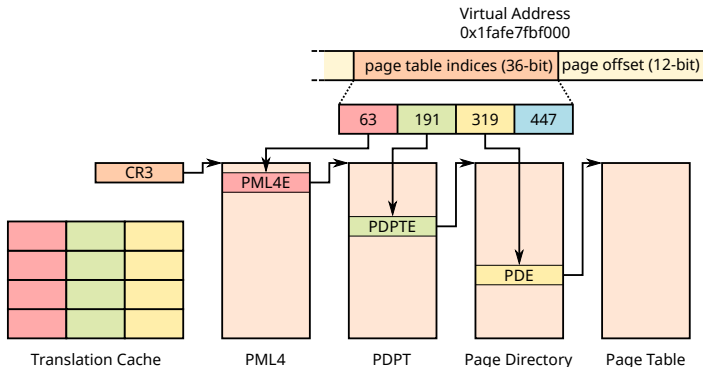 Virtual Address
0x1fafe7fbf000
page table indices (36-bit) page offset (12-bit)
63 191 319 447
CR3
PML4E
PDPTE
PDE
Translation Cache PML4 PDPT Page Directory Page Table